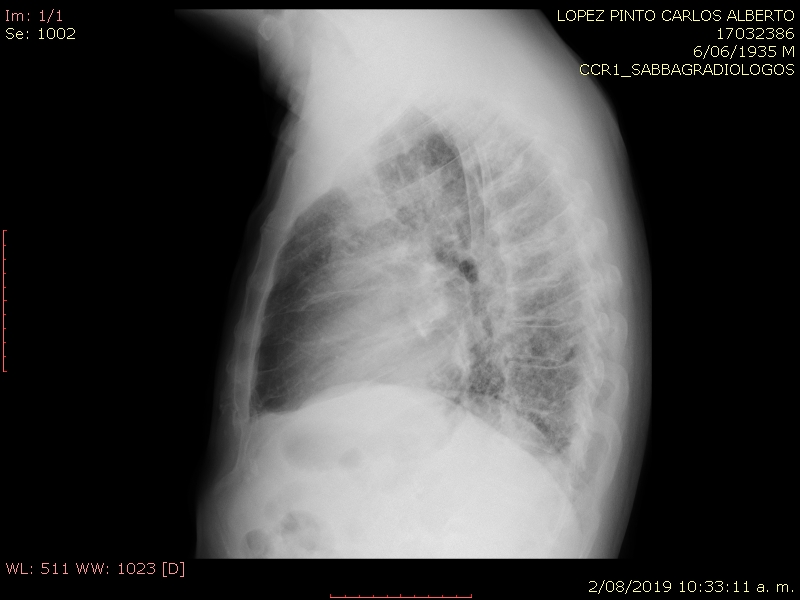 Im: 1/1
Se: 1002
LOPEZ PINTO CARLOS ALBERTO
17032386
6/06/1935 M
CCR1_SABBAGRADIOLOGOS
WL: 511 WW: 1023 [D]
2/08/2019 10:33:11 a. m.